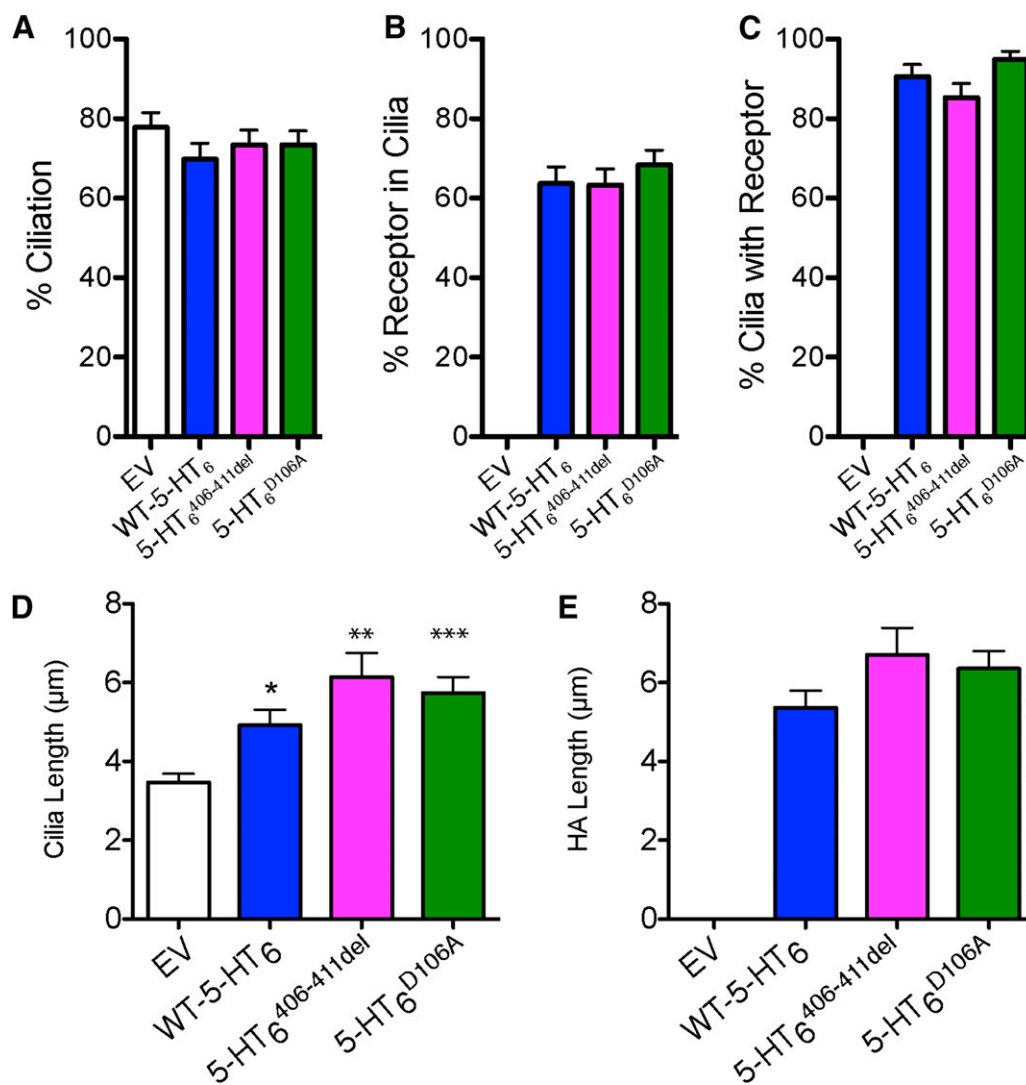 A
% Ciliation
100
80
60
40
20
0
EV
WT-5-HT₆
5-HT₆⁴⁰⁶⁻⁴¹¹ᵈᵉˡ
5-HT₆ᴰ¹⁰⁶ᴬ
B
% Receptor in Cilia
100
80
60
40
20
0
EV
WT-5-HT₆
5-HT₆⁴⁰⁶⁻⁴¹¹ᵈᵉˡ
5-HT₆ᴰ¹⁰⁶ᴬ
C
% Cilia with Receptor
100
80
60
40
20
0
EV
WT-5-HT₆
5-HT₆⁴⁰⁶⁻⁴¹¹ᵈᵉˡ
5-HT₆ᴰ¹⁰⁶ᴬ
D
Cilia Length (µm)
8
6
4
2
0
*
**
***
EV
WT-5-HT6
5-HT6⁴⁰⁶⁻⁴¹¹ᵈᵉˡ
5-HT6ᴰ¹⁰⁶ᴬ
E
HA Length (µm)
8
6
4
2
0
EV
WT-5-HT6
5-HT6⁴⁰⁶⁻⁴¹¹ᵈᵉˡ
5-HT6ᴰ¹⁰⁶ᴬ